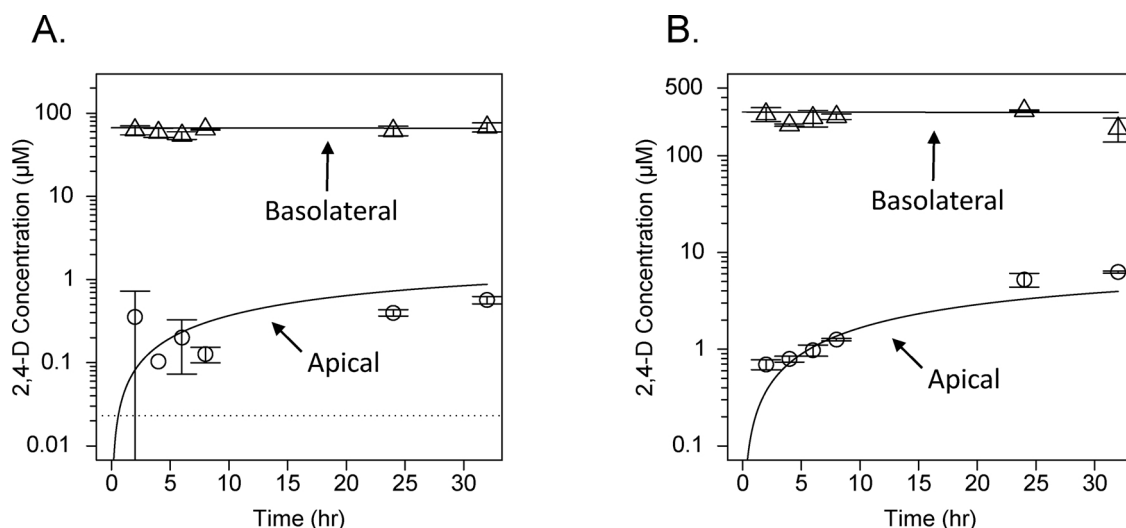 A.
2,4-D Concentration (µM)
100
10
1
0.1
0.01
Basolateral
Apical
0
5
10
15
20
25
30
Time (hr)
B.
2,4-D Concentration (µM)
500
100
10
1
0.1
Basolateral
Apical
0
5
10
15
20
25
30
Time (hr)